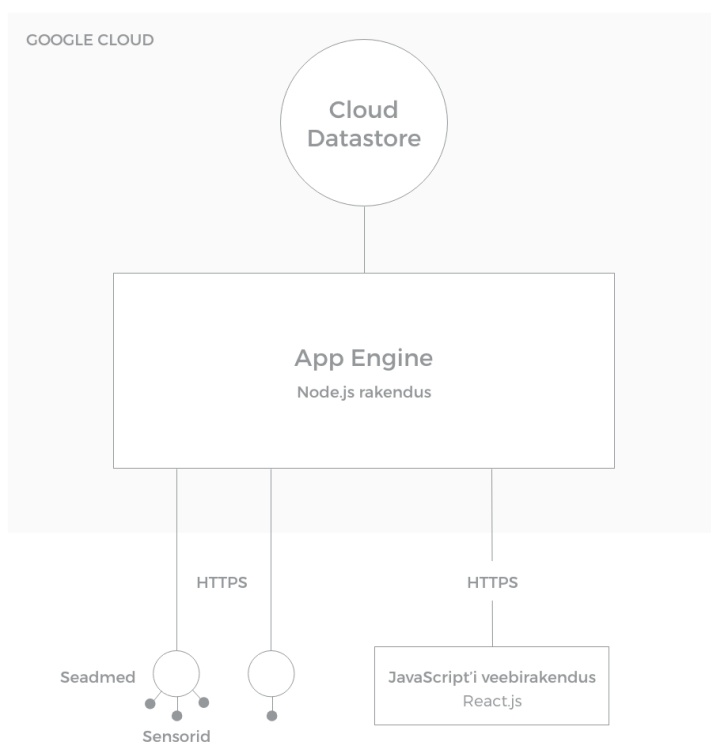 GOOGLE CLOUD
Cloud
Datastore
App Engine
Node.js rakendus
HTTPS
HTTPS
Seadmed
JavaScript'i veebirakendus
React.js
Sensorid